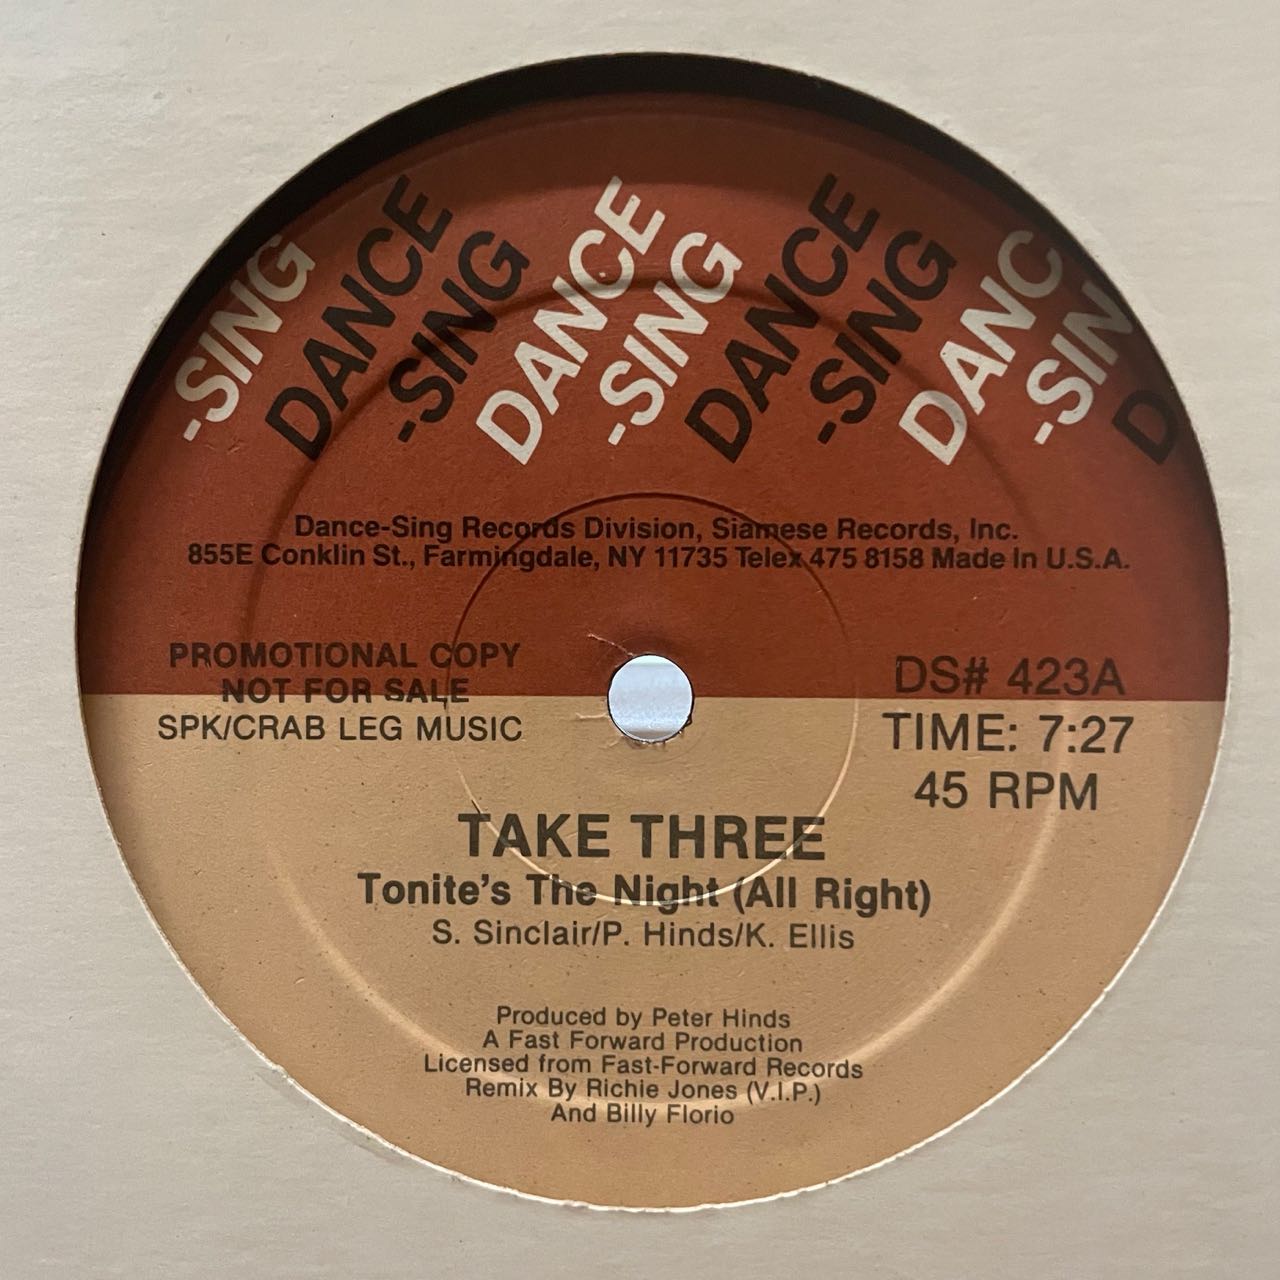 -SING
DANCE
-SING
DANCE
-SING
DANCE
-SING
DANC
-SIN
D
Dance-Sing Records Division, Siamese Records, Inc.
855E Conklin St., Farmingdale, NY 11735 Telex 475 8158 Made In U.S.A.
PROMOTIONAL COPY
NOT FOR SALE
SPK/CRAB LEG MUSIC
DS# 423A
TIME: 7:27
45 RPM
TAKE THREE
Tonite's The Night (All Right)
S. Sinclair/P. Hinds/K. Ellis
Produced by Peter Hinds
A Fast Forward Production
Licensed from Fast-Forward Records
Remix By Richie Jones (V.I.P.)
And Billy Florio